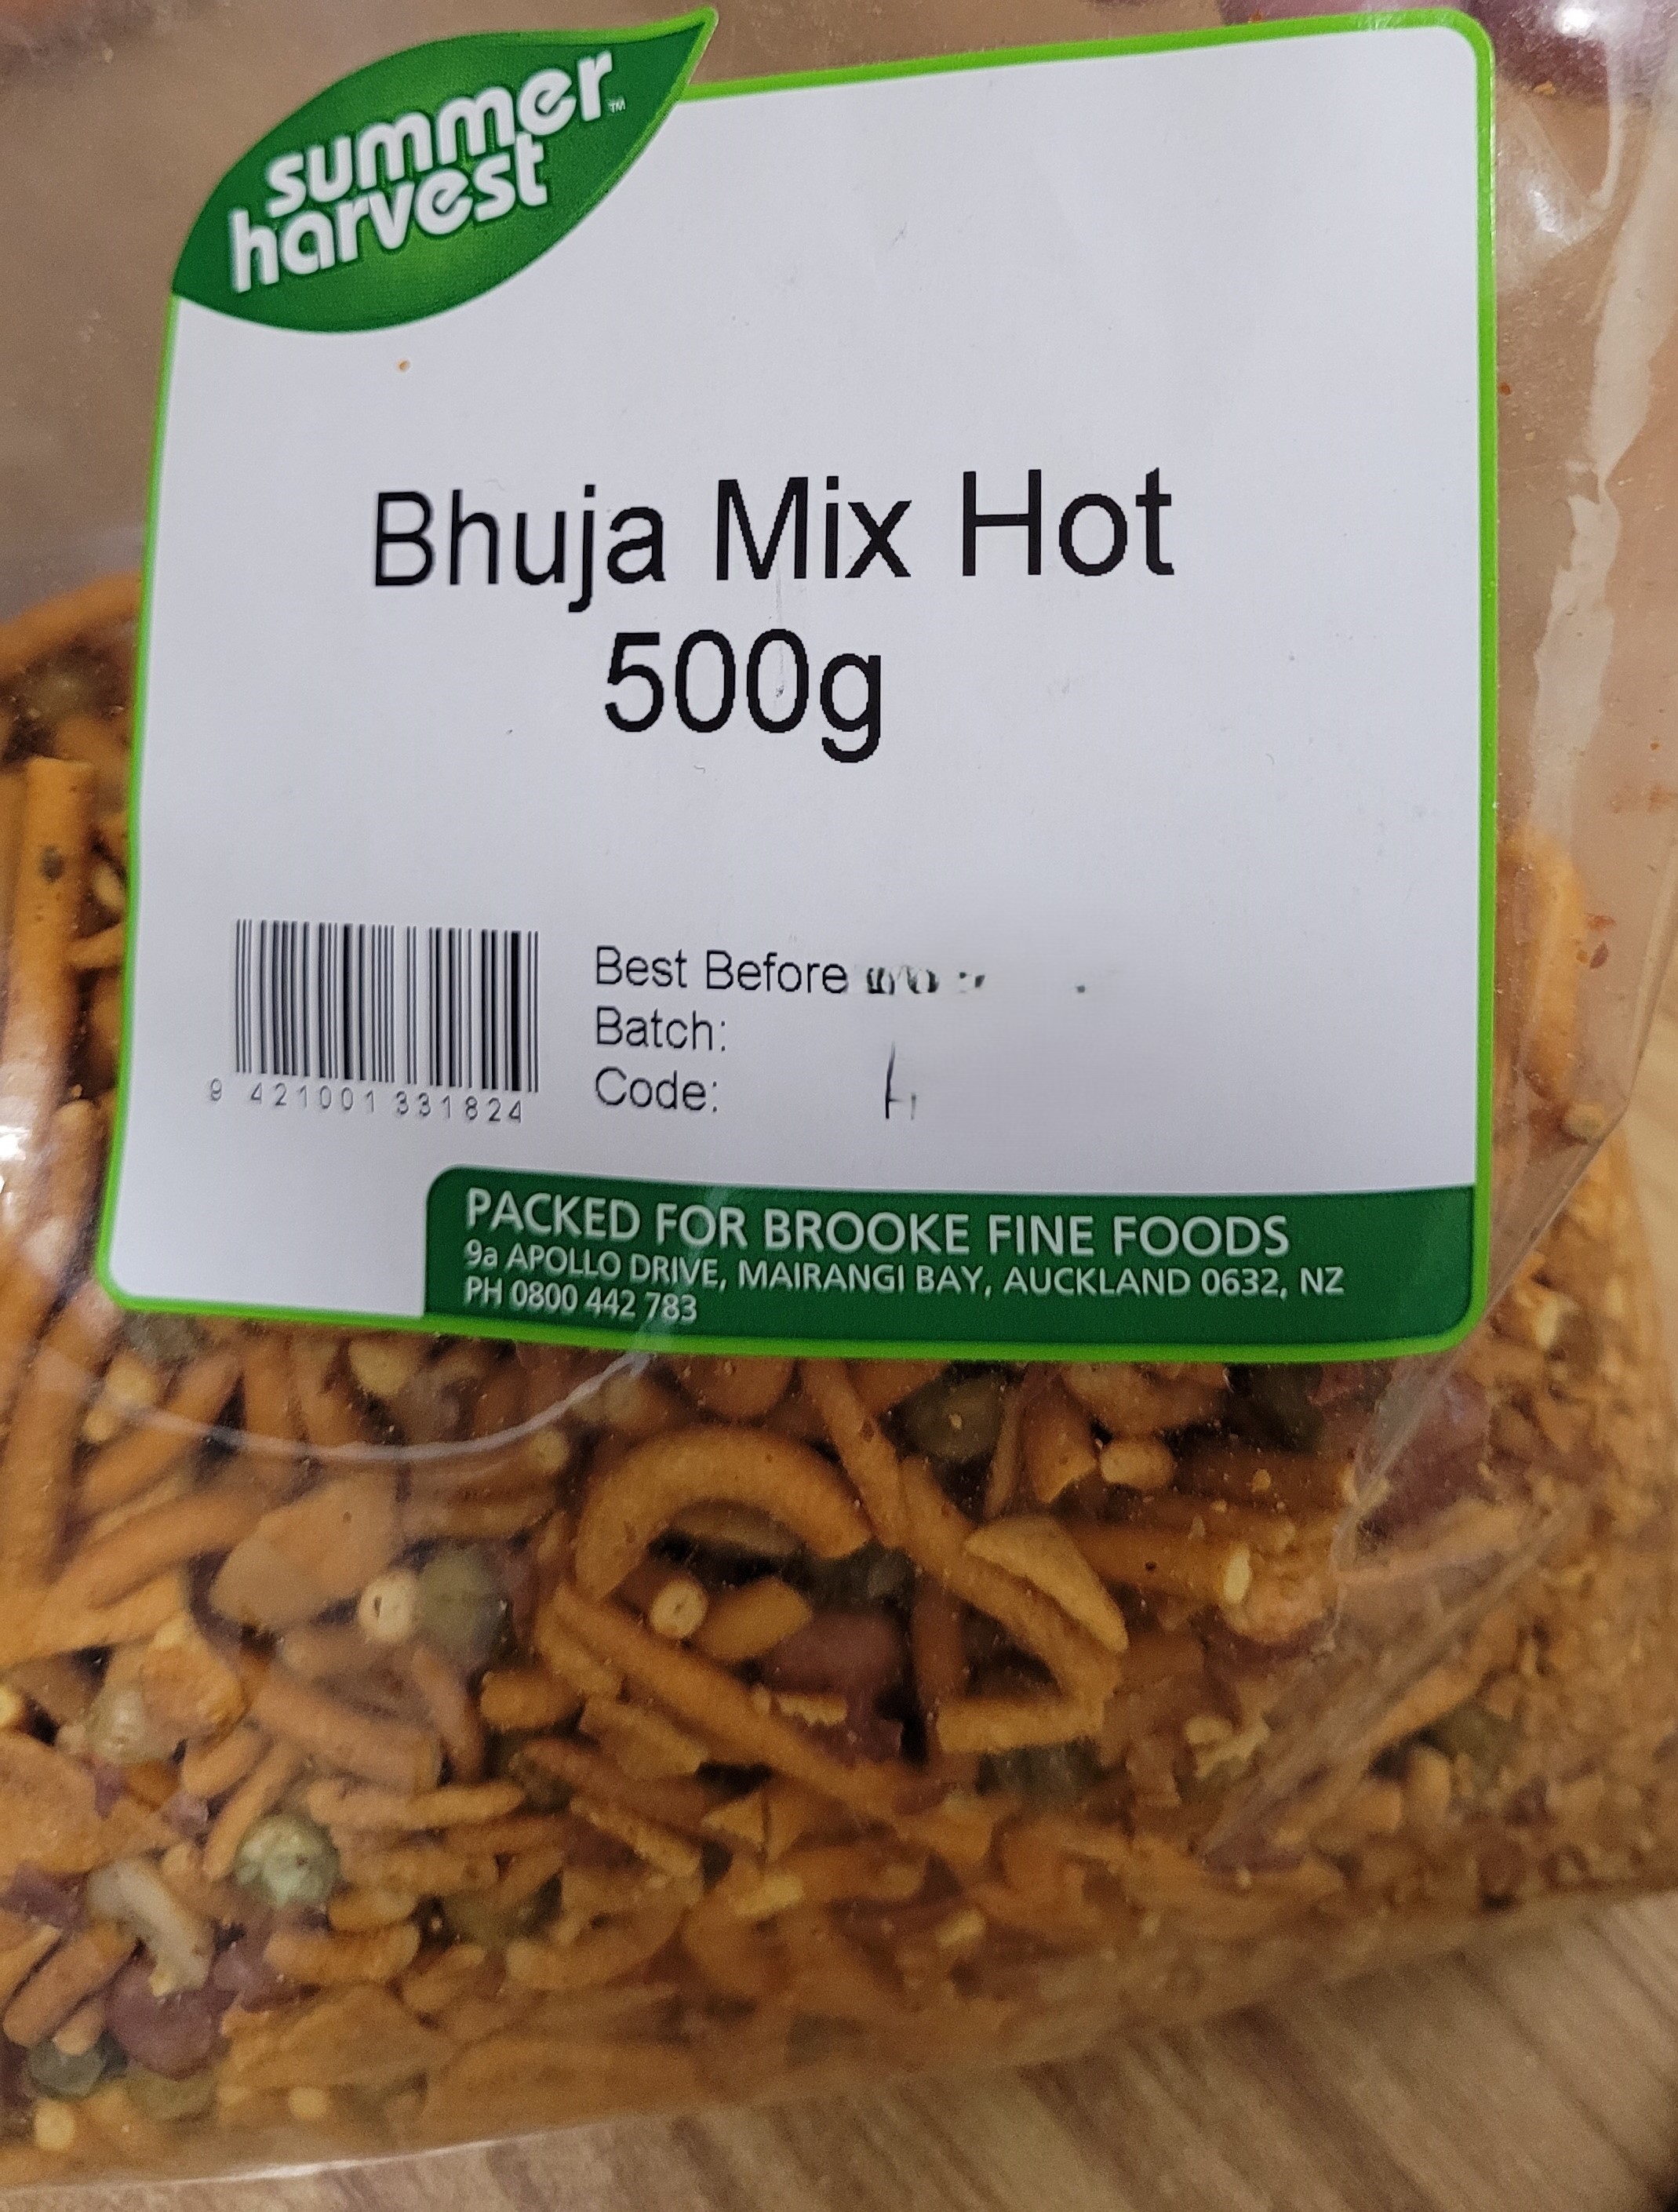 summer
harvest™
Bhuja Mix Hot
500g
9 421001 331824
Best Before
Batch:
Code:
PACKED FOR BROOKE FINE FOODS
9a APOLLO DRIVE, MAIRANGI BAY, AUCKLAND 0632, NZ
PH 0800 442 783